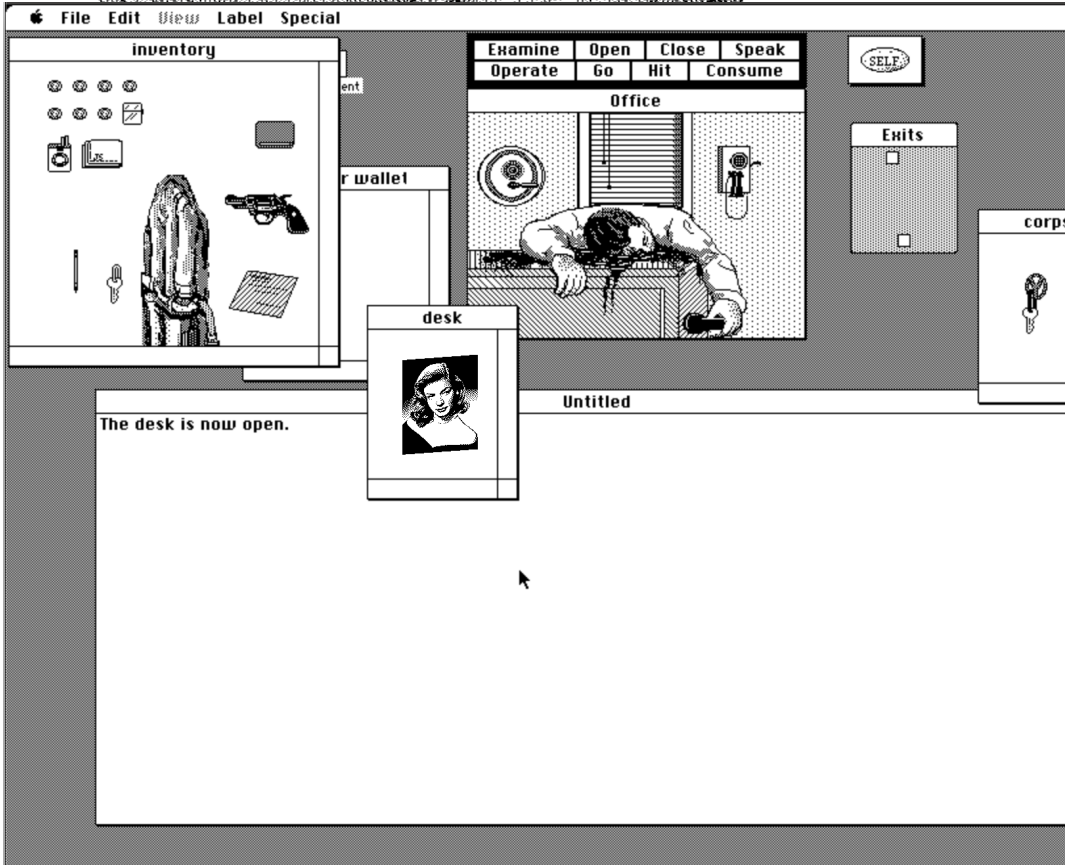 File Edit View Label Special
inventory
Examine Open Close Speak
Operate Go Hit Consume
SELF
ent
Office
Exits
r wallet
corps
JS
desk
Untitled
The desk is now open.